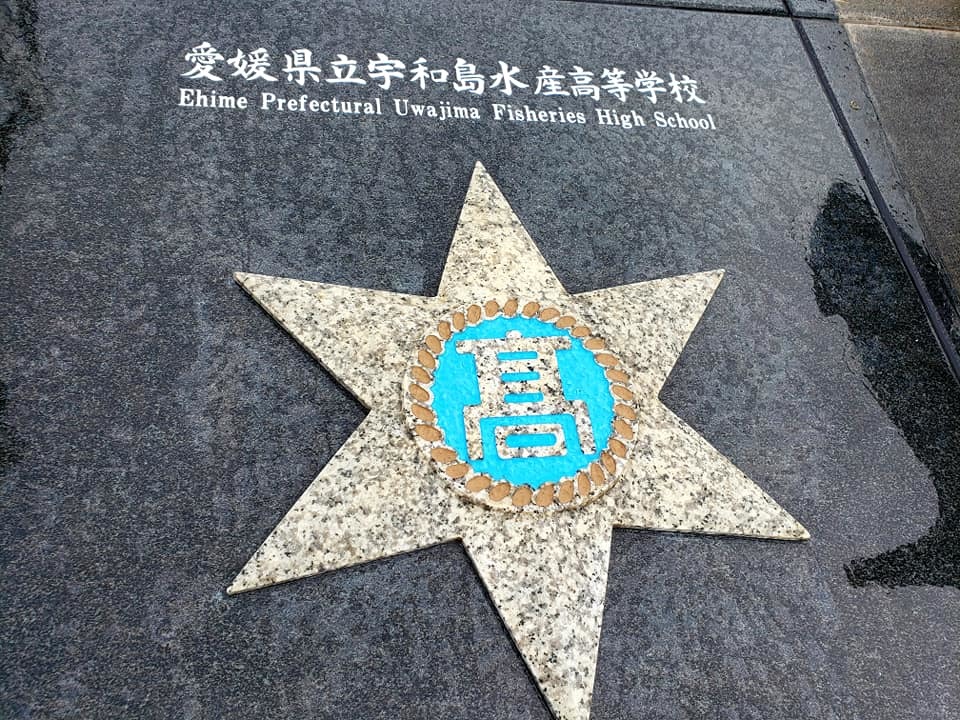 愛媛県立宇和島水産高等学校
Ehime Prefectural Uwajima Fisheries High School
髙